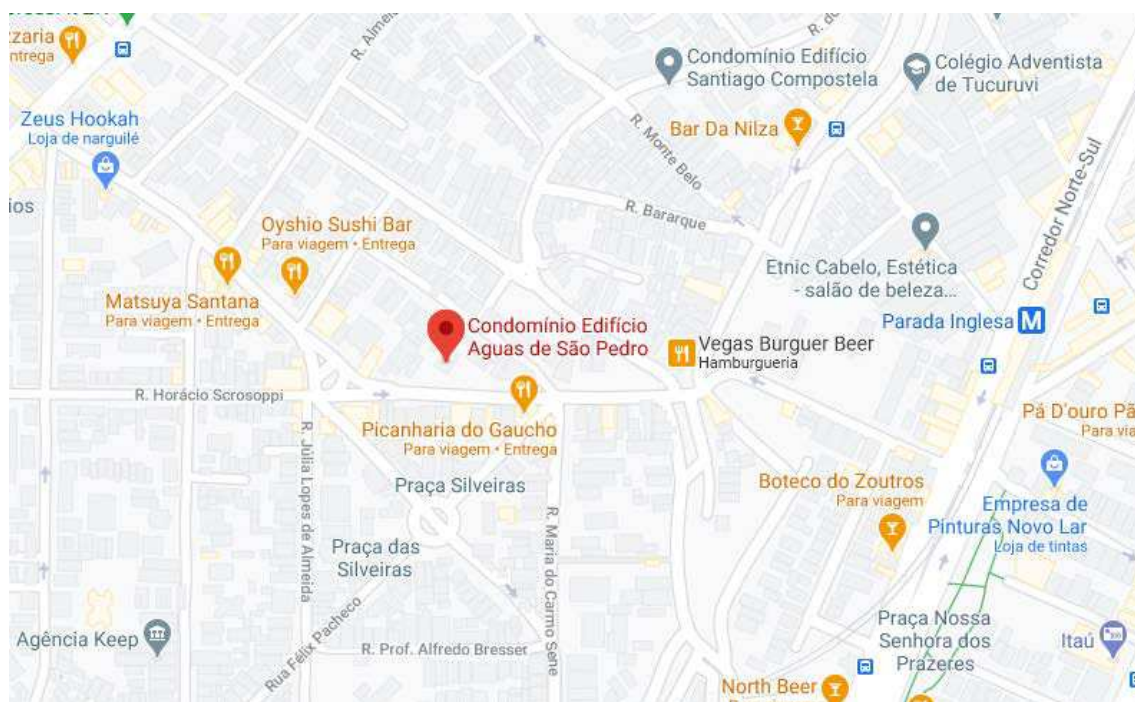 zzaria
ntrega
R. Almei
R. do
Condomínio Edifício
Santiago Compostela
Colégio Adventista
de Tucuruvi
Zeus Hookah
Loja de narguilé
Bar Da Nilza
R. Monte Belo
Corredor Norte-Sul
ios
Oyshio Sushi Bar
Para viagem • Entrega
R. Bararque
Etnic Cabelo, Estética
- salão de beleza...
Matsuya Santana
Para viagem • Entrega
Condomínio Edifício
Aguas de São Pedro
Parada Inglesa M
Vegas Burguer Beer
Hamburgueria
R. Horácio Scrosoppi
Picanharia do Gaucho
Para viagem • Entrega
Pá D'ouro Pã
Para via
R. Júlia Lopes de Almeida
Praça Silveiras
Boteco do Zoutros
Para viagem
Empresa de
Pinturas Novo Lar
Loja de tintas
R. Maria do Carmo Sene
Praça das
Silveiras
Rua Félix Pacheco
Agência Keep
R. Prof. Alfredo Bresser
Praça Nossa
Senhora dos
Prazeres
Itaú
North Beer